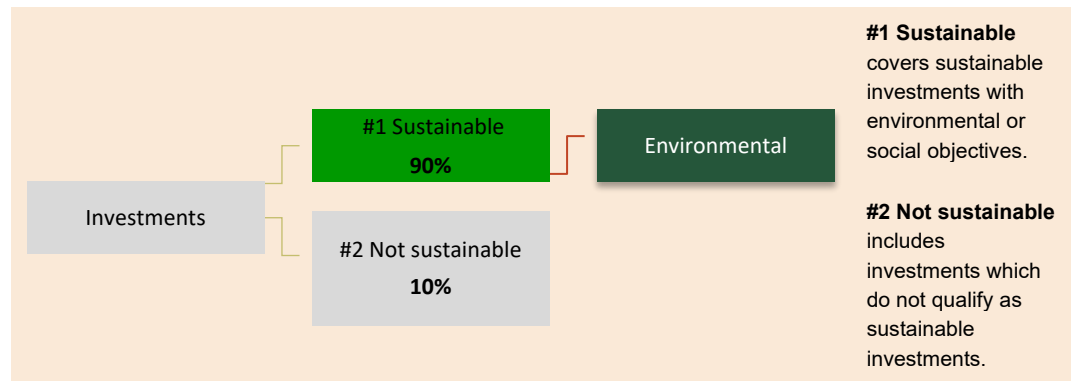 Investments
#1 Sustainable
90%
Environmental
#2 Not sustainable
10%
#1 Sustainable
covers sustainable
investments with
environmental or
social objectives.
#2 Not sustainable
includes
investments which
do not qualify as
sustainable
investments.